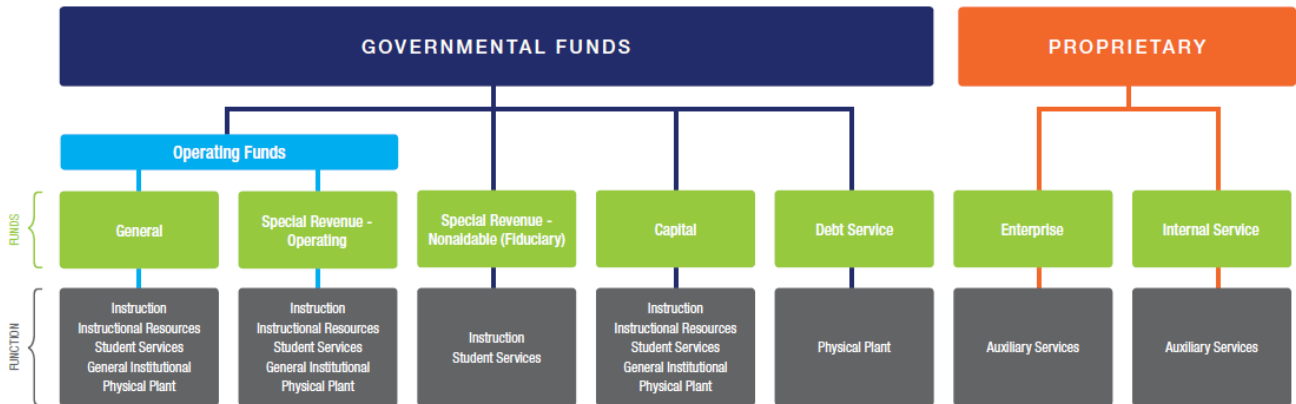 GOVERNMENTAL FUNDS
PROPRIETARY
Operating Funds
FUNDS
General
Special Revenue -
Operating
Special Revenue -
Nonaidable (Fiduciary)
Capital
Debt Service
Enterprise
Internal Service
FUNCTION
Instruction
Instructional Resources
Student Services
General Institutional
Physical Plant
Instruction
Instructional Resources
Student Services
General Institutional
Physical Plant
Instruction
Student Services
Instruction
Instructional Resources
Student Services
General Institutional
Physical Plant
Physical Plant
Auxiliary Services
Auxiliary Services